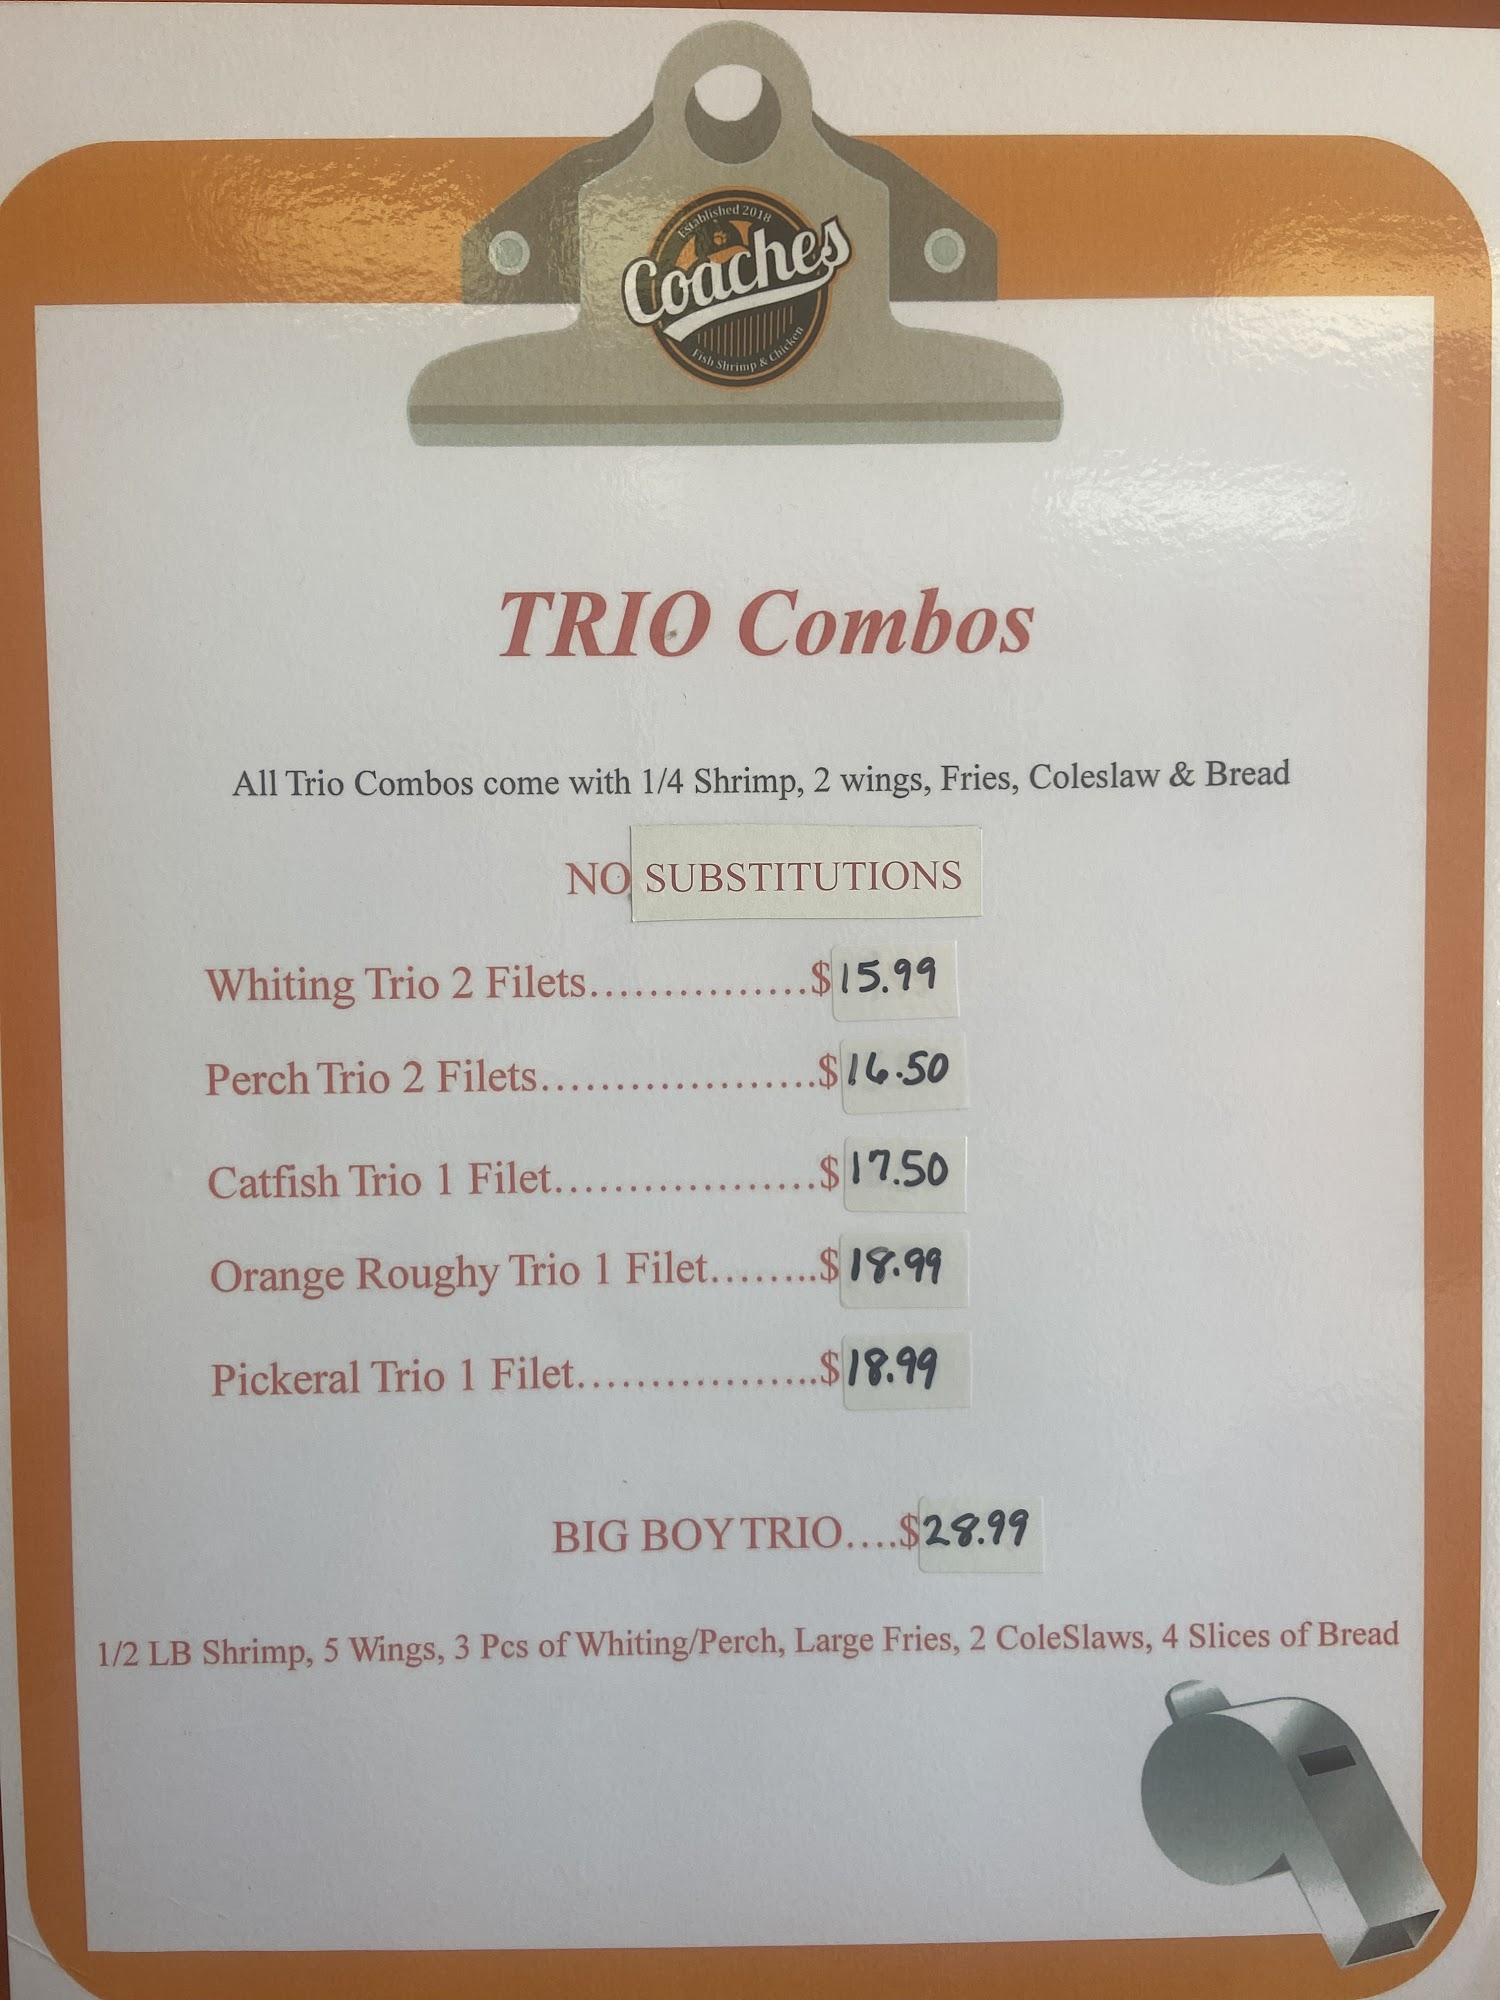 Established 2018
Coaches
Fish Shrimp & Chicken
TRIO Combos
All Trio Combos come with 1/4 Shrimp, 2 wings, Fries, Coleslaw & Bread
NO SUBSTITUTIONS
Whiting Trio 2 Filets...............$15.99
Perch Trio 2 Filets...................$16.50
Catfish Trio 1 Filet..................$17.50
Orange Roughy Trio 1 Filet........$18.99
Pickeral Trio 1 Filet.................$18.99
BIG BOY TRIO....$28.99
1/2 LB Shrimp, 5 Wings, 3 Pcs of Whiting/Perch, Large Fries, 2 ColeSlaws, 4 Slices of Bread